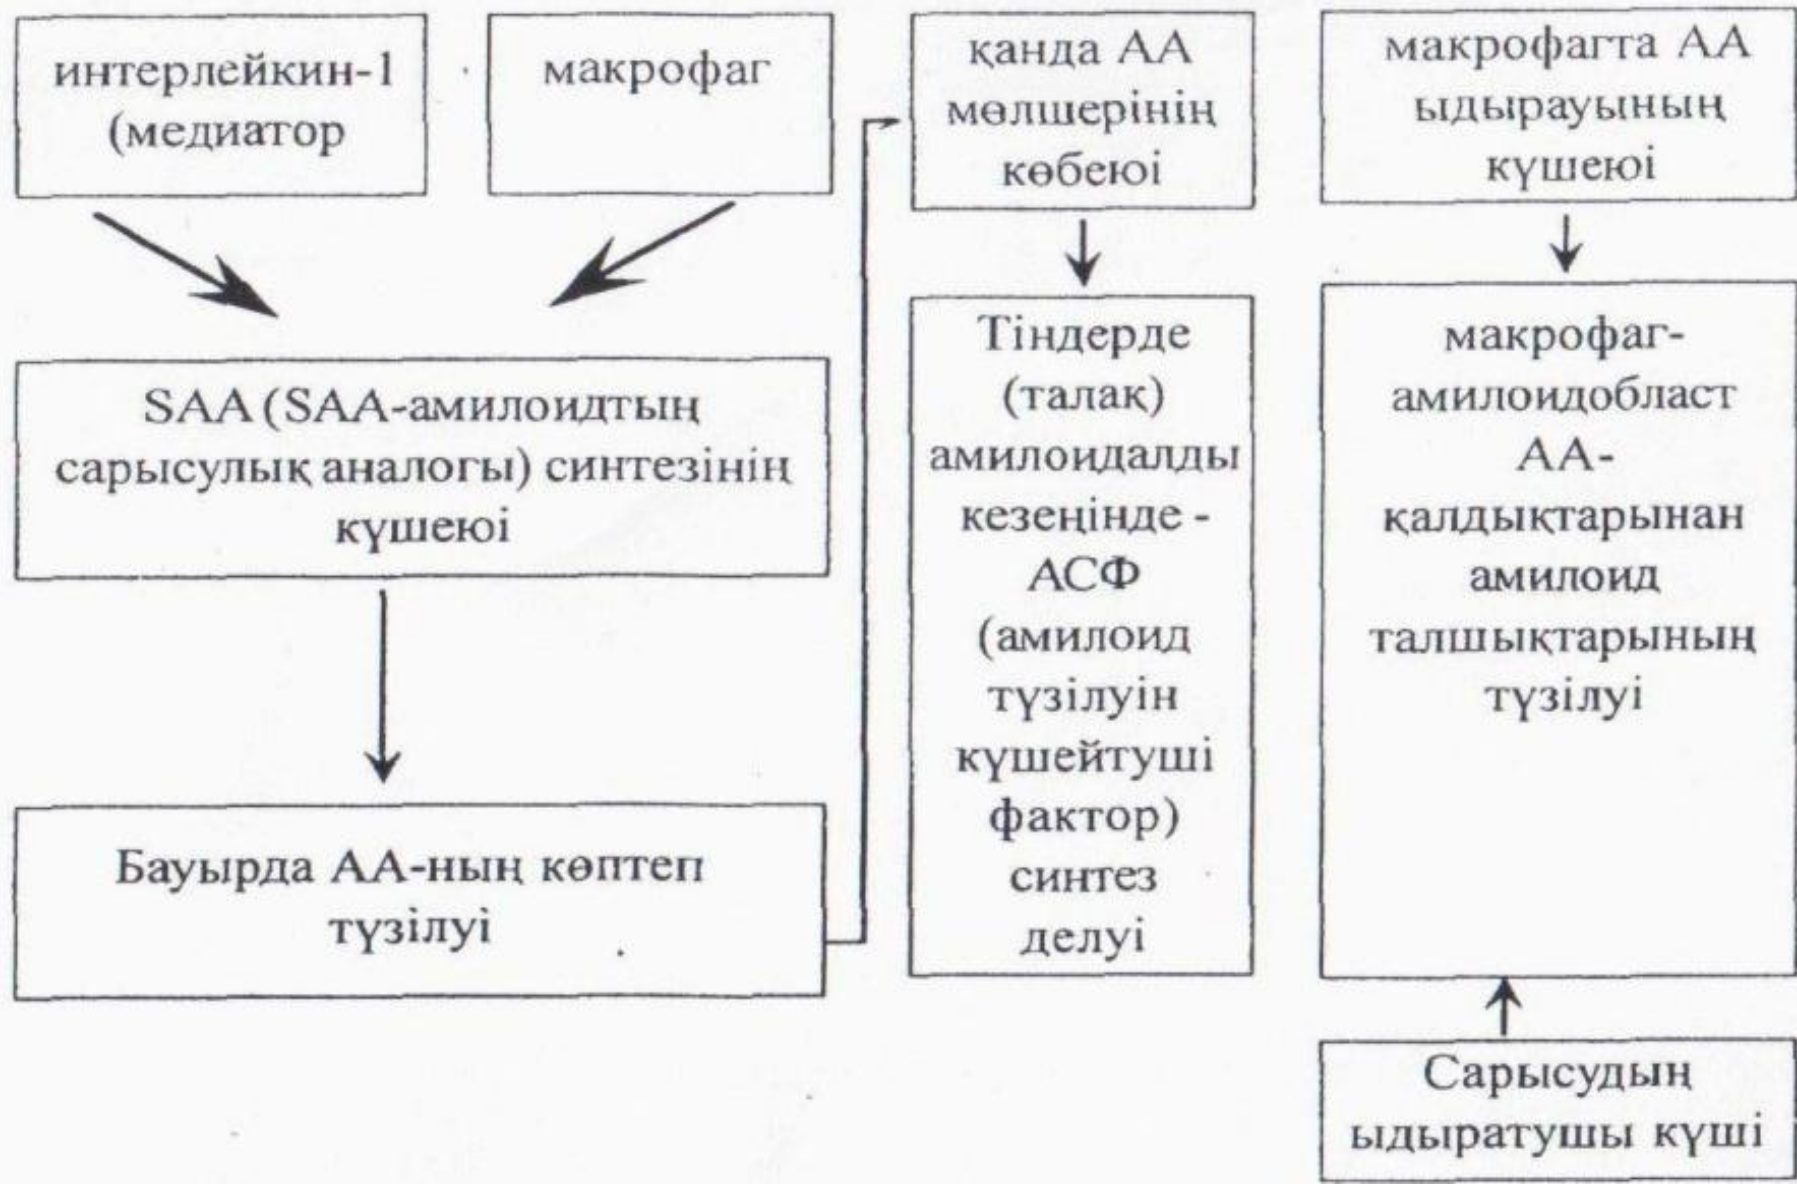 интерлейкин-1
(медиатор
макрофаг
SAA (SAA-амилоидтың
сарысулық аналогы) синтезінің
күшеюі
Бауырда АА-ның көптеп
түзілуі
қанда АА
мөлшерінің
көбеюі
Тіндерде
(талақ)
амилоидалды
кезеңінде -
АСФ
(амилоид
түзілуін
күшейтуші
фактор)
синтез
делуі
макрофагта АА
ыдырауының
күшеюі
макрофаг-
амилоидобласт
АА-
қалдықтарынан
амилоид
талшықтарының
түзілуі
Сарысудың
ыдыратушы күші